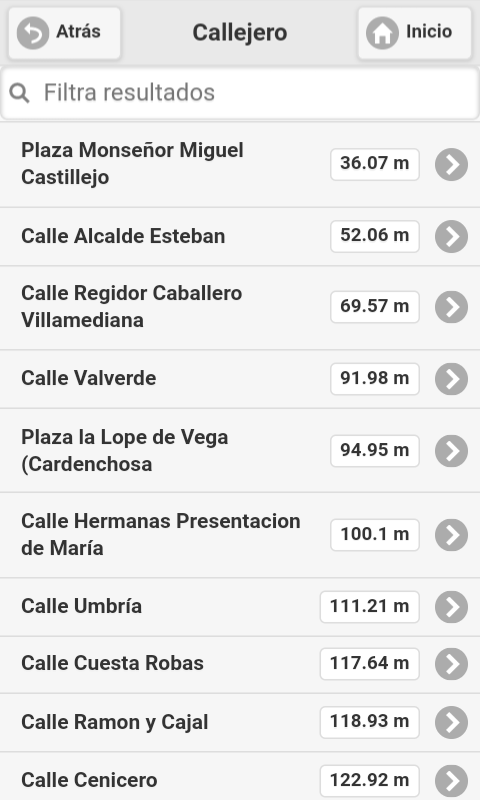 Atrás
Callejero
Inicio
Filtra resultados
Plaza Monseñor Miguel
Castillejo
36.07 m
Calle Alcalde Esteban
52.06 m
Calle Regidor Caballero
Villamediana
69.57 m
Calle Valverde
91.98 m
Plaza la Lope de Vega
(Cardenchosa
94.95 m
Calle Hermanas Presentacion
de María
100.1 m
Calle Umbría
111.21 m
Calle Cuesta Robas
117.64 m
Calle Ramon y Cajal
118.93 m
Calle Cenicero
122.92 m